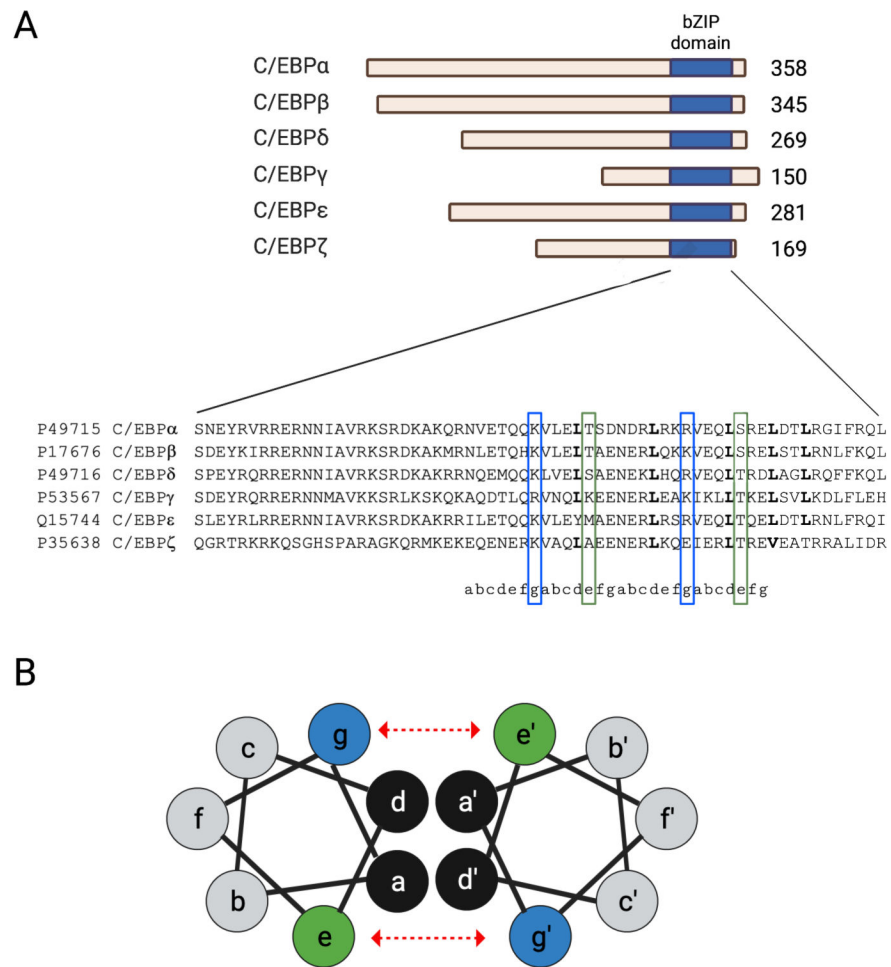 A
bZIP
domain
C/EBPα 358
C/EBPβ 345
C/EBPδ 269
C/EBPγ 150
C/EBPε 281
C/EBPζ 169
P49715 C/EBPα SNEYRVRRERNNIAVRKSRDKAKQRNVETQQKVLELTSDNDRLRKRVEQLSRELDTLRGIFRQL
P17676 C/EBPβ SDEYKIRRERNNIAVRKSRDKAKMRNLETQHKVLELTAENERLQKKVEQLSRELSTLRNLFKQL
P49716 C/EBPδ SPEYRQRRERNNIAVRKSRDKAKRRNQEMQQKLVELSAENEKLHQRVEQLTRDLAGLRQFFKQL
P53567 C/EBPγ SDEYRQRRERNNMAVKKSRLKSKQKAQDTLQRVNQLKEENERLEAKIKLLTKELSVLKDLFLEH
Q15744 C/EBPε SLEYRLRRERNNIAVRKSRDKAKRRILETQQKVLEYMAENERLRSRVEQLTQELDTLRNLFRQI
P35638 C/EBPζ QGRTRKRKQSGHSPARAGKQRMKEKEQENERKVAQLAEENERLKQEIERLTREVEATRRALIDR
abcdefgabcdefgabcdefgabcdefg
B
g e'
c b'
d a'
f f'
a d'
b c'
e g'